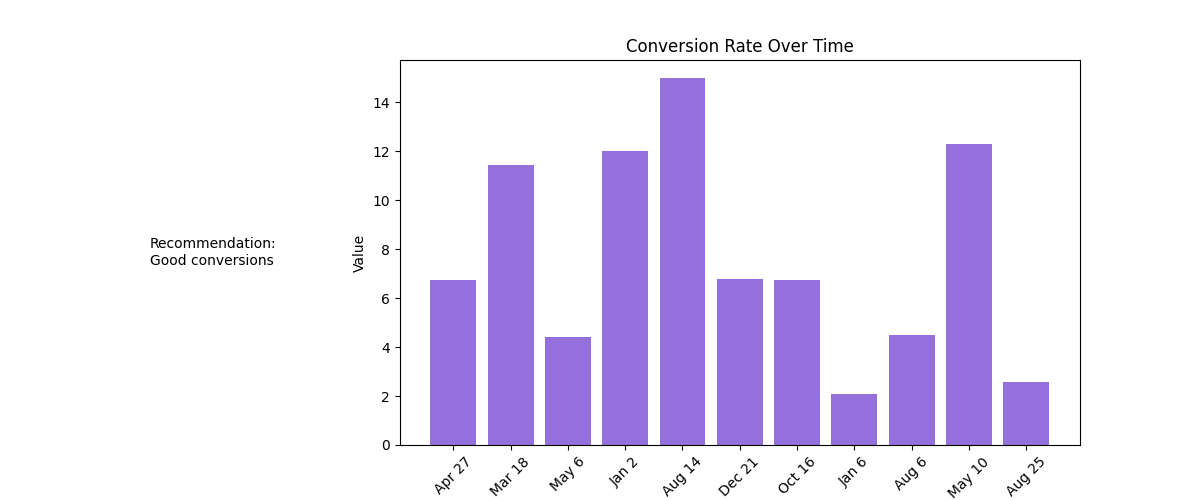 Conversion Rate Over Time
Recommendation:
Good conversions
Value
14
12
10
8
6
4
2
0
Apr 27
Mar 18
May 6
Jan 2
Aug 14
Dec 21
Oct 16
Jan 6
Aug 6
May 10
Aug 25